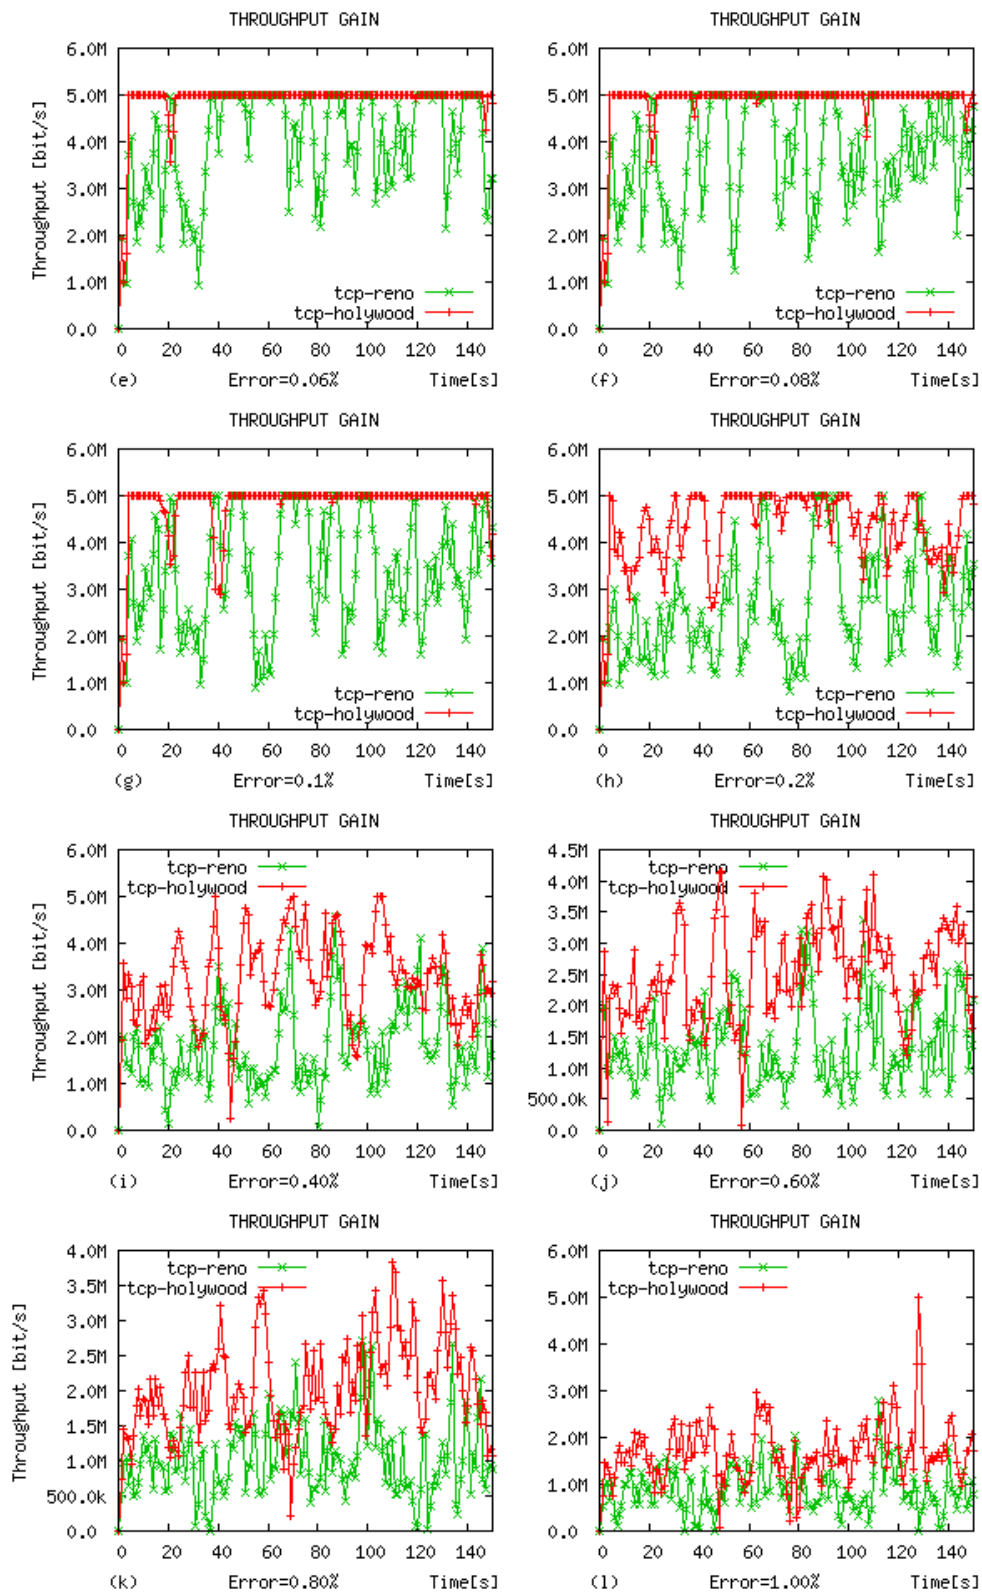 THROUGHPUT GAIN
6.0M
5.0M
4.0M
3.0M
2.0M
1.0M
0.0
Throughput [bit/s]
tcp-reno
tcp-holywood
0 20 40 60 80 100 120 140
(e) Error=0.06% Time[s]
THROUGHPUT GAIN
6.0M
5.0M
4.0M
3.0M
2.0M
1.0M
0.0
tcp-reno
tcp-holywood
0 20 40 60 80 100 120 140
(f) Error=0.08% Time[s]
THROUGHPUT GAIN
6.0M
5.0M
4.0M
3.0M
2.0M
1.0M
0.0
Throughput [bit/s]
tcp-reno
tcp-holywood
0 20 40 60 80 100 120 140
(g) Error=0.1% Time[s]
THROUGHPUT GAIN
6.0M
5.0M
4.0M
3.0M
2.0M
1.0M
0.0
tcp-reno
tcp-holywood
0 20 40 60 80 100 120 140
(h) Error=0.2% Time[s]
THROUGHPUT GAIN
6.0M
5.0M
4.0M
3.0M
2.0M
1.0M
0.0
Throughput [bit/s]
tcp-reno
tcp-holywood
0 20 40 60 80 100 120 140
(i) Error=0.40% Time[s]
THROUGHPUT GAIN
4.5M
4.0M
3.5M
3.0M
2.5M
2.0M
1.5M
1.0M
500.0k
0.0
tcp-reno
tcp-holywood
0 20 40 60 80 100 120 140
(j) Error=0.60% Time[s]
THROUGHPUT GAIN
4.0M
3.5M
3.0M
2.5M
2.0M
1.5M
1.0M
500.0k
0.0
Throughput [bit/s]
tcp-reno
tcp-holywood
0 20 40 60 80 100 120 140
(k) Error=0.80% Time[s]
THROUGHPUT GAIN
6.0M
5.0M
4.0M
3.0M
2.0M
1.0M
0.0
tcp-reno
tcp-holywood
0 20 40 60 80 100 120 140
(l) Error=1.00% Time[s]